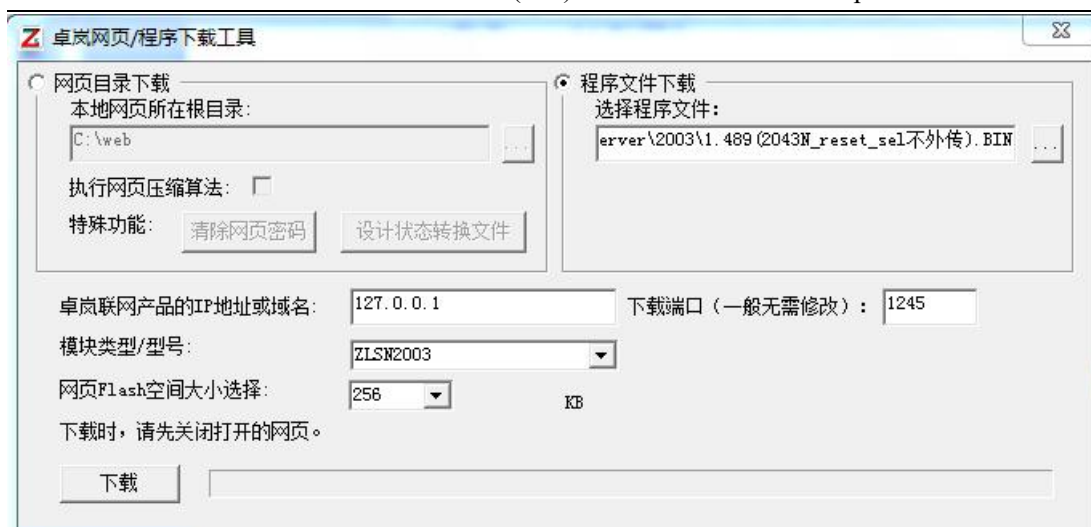 卓岚网页/程序下载工具
网页目录下载
本地网页所在根目录:
C:\web
...
执行网页压缩算法:
特殊功能:
清除网页密码
设计状态转换文件
程序文件下载
选择程序文件:
erver\2003\1.489(2043N_reset_sel不外传).BIN
...
卓岚联网产品的IP地址或域名:
127.0.0.1
下载端口（一般无需修改）:
1245
模块类型/型号:
ZLSN2003
网页Flash空间大小选择:
256
KB
下载时，请先关闭打开的网页。
下载